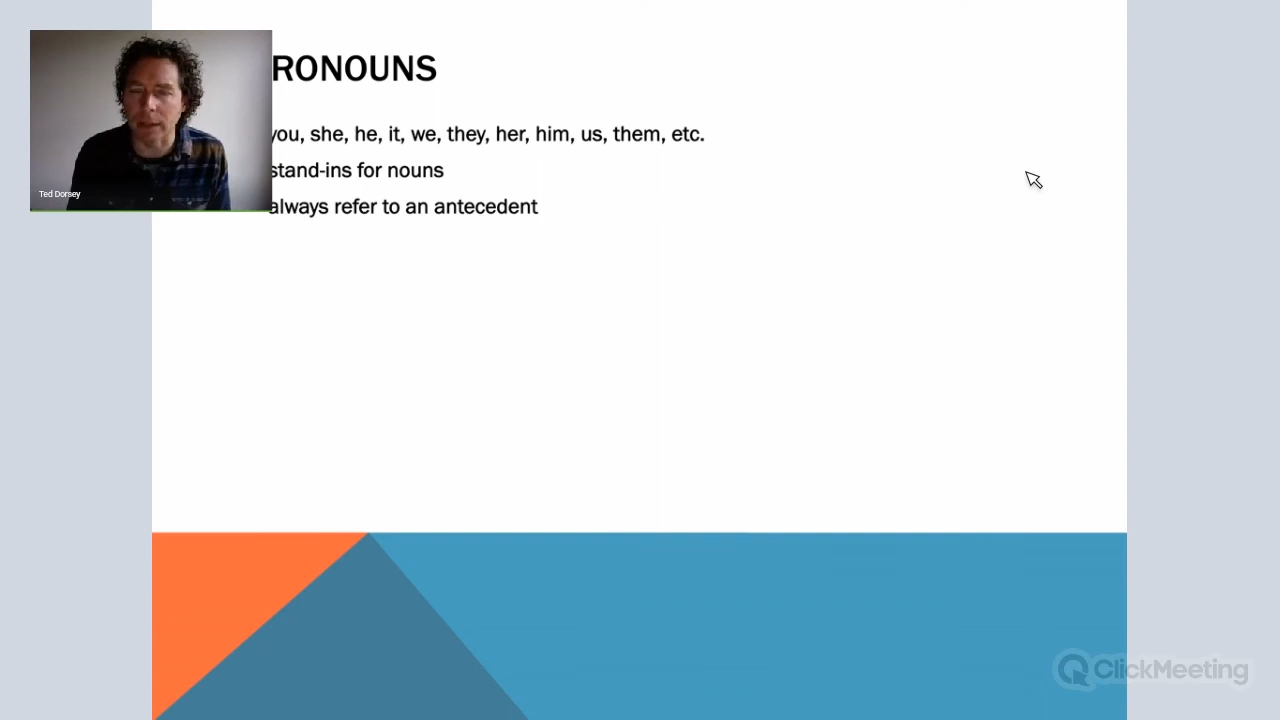 RONOUNS
you, she, he, it, we, they, her, him, us, them, etc.
stand-ins for nouns
always refer to an antecedent
Ted Dorsey
ClickMeeting